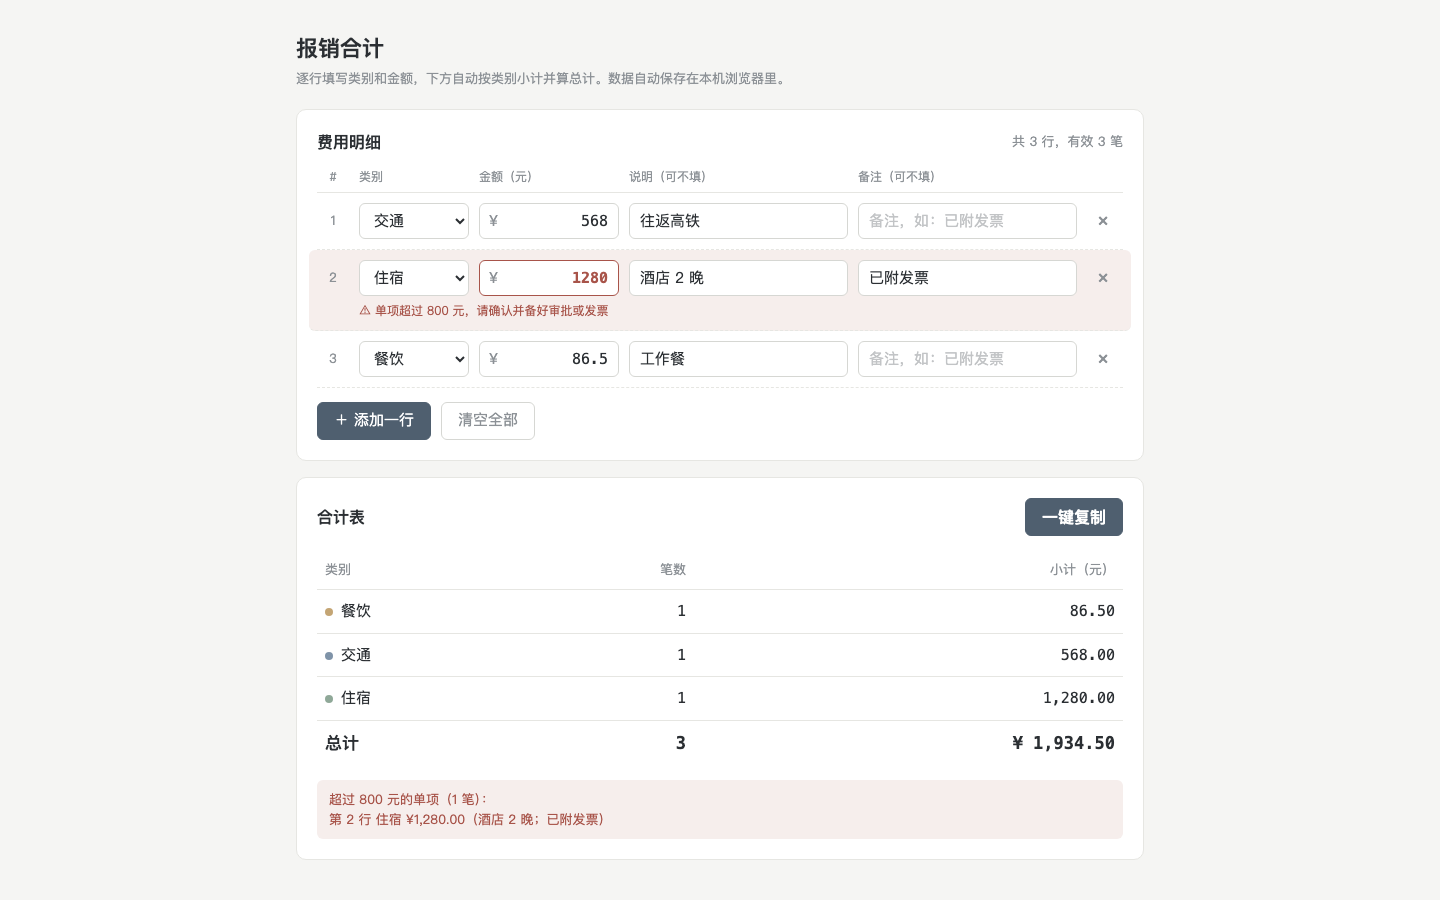 报销合计
逐行填写类别和金额，下方自动按类别小计并算总计。数据自动保存在本机浏览器里。
费用明细 共 3 行，有效 3 笔
# 类别 金额（元） 说明（可不填） 备注（可不填）
1 交通 ¥ 568 往返高铁 备注，如：已附发票 ×
2 住宿 ¥ 1280 酒店 2 晚 已附发票 ×
⚠ 单项超过 800 元，请确认并备好审批或发票
3 餐饮 ¥ 86.5 工作餐 备注，如：已附发票 ×
＋ 添加一行 清空全部
合计表 一键复制
类别 笔数 小计（元）
餐饮 1 86.50
交通 1 568.00
住宿 1 1,280.00
总计 3 ¥ 1,934.50
超过 800 元的单项（1 笔）：
第 2 行 住宿 ¥1,280.00（酒店 2 晚；已附发票）